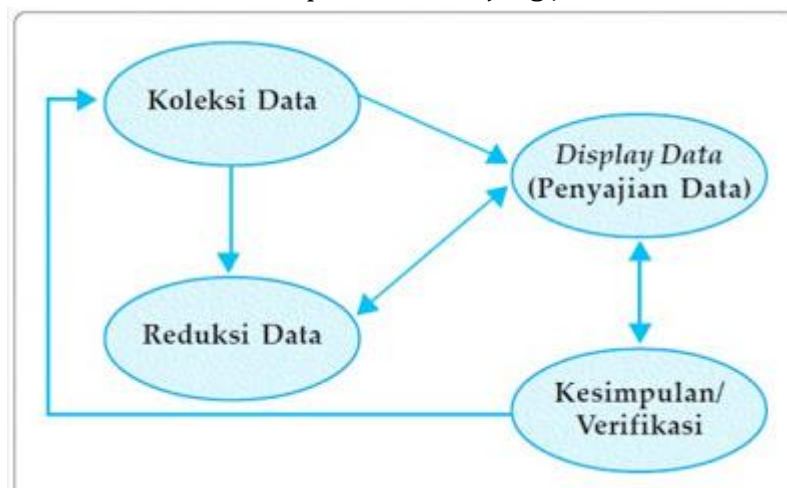 Koleksi Data
Display Data
(Penyajian Data)
Reduksi Data
Kesimpulan/
Verifikasi